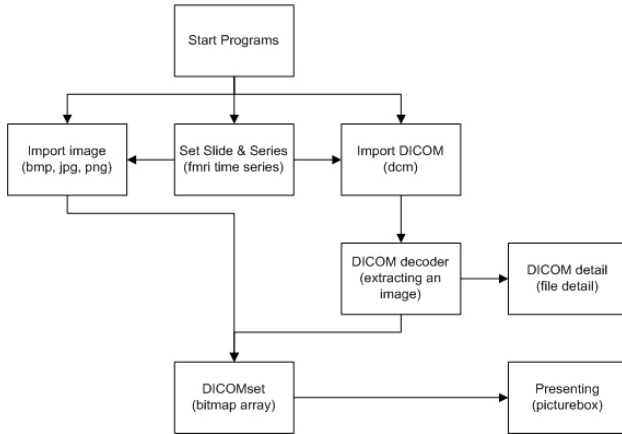 Start Programs
Import image
(bmp, jpg, png)
Set Slide & Series
(fmri time series)
Import DICOM
(dcm)
DICOM decoder
(extracting an
image)
DICOM detail
(file detail)
DICOMset
(bitmap array)
Presenting
(picturebox)